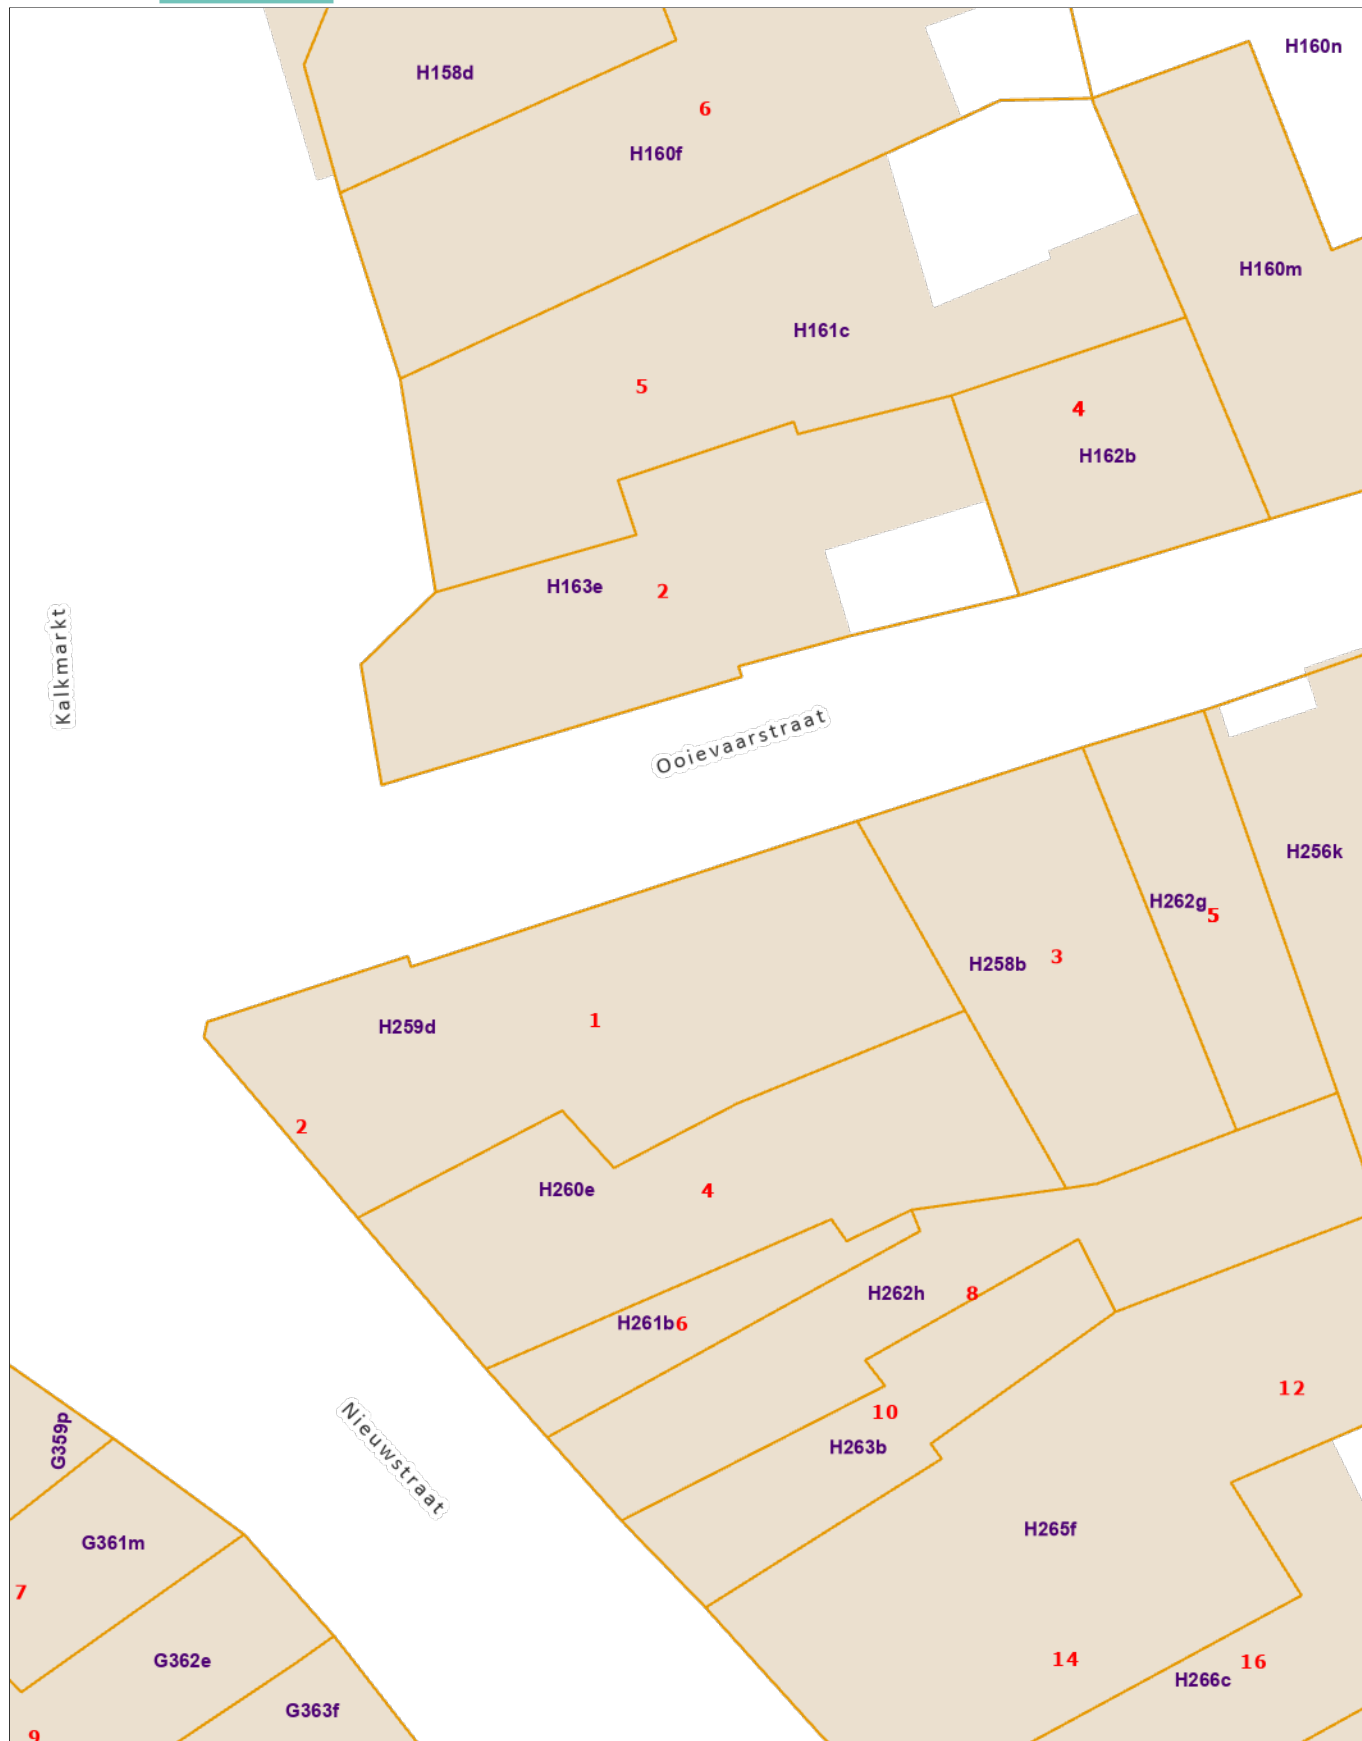 H160n
H158d
6
H160f
H160m
H161c
5
4
H162b
H163e
2
Kalkmarkt
Ooievaarstraat
H256k
H262g
5
3
H258b
1
H259d
2
H260e
4
H262h
8
H261b
6
12
10
H263b
G359p
Nieuwstraat
H265f
G361m
7
14
G362e
16
H266c
G363f
9